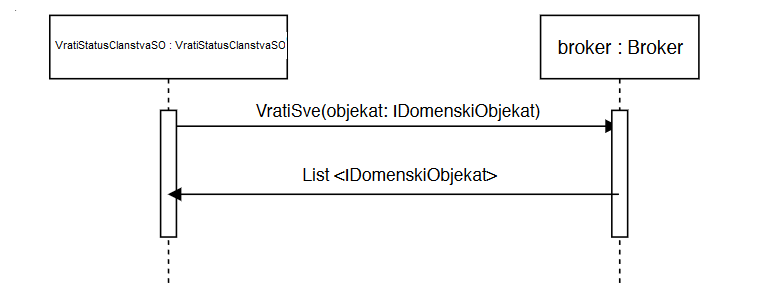 VratiStatusClanstvaSO : VratiStatusClanstvaSO
broker : Broker
VratiSve(objekat: IDomenskiObjekat)
List <IDomenskiObjekat>